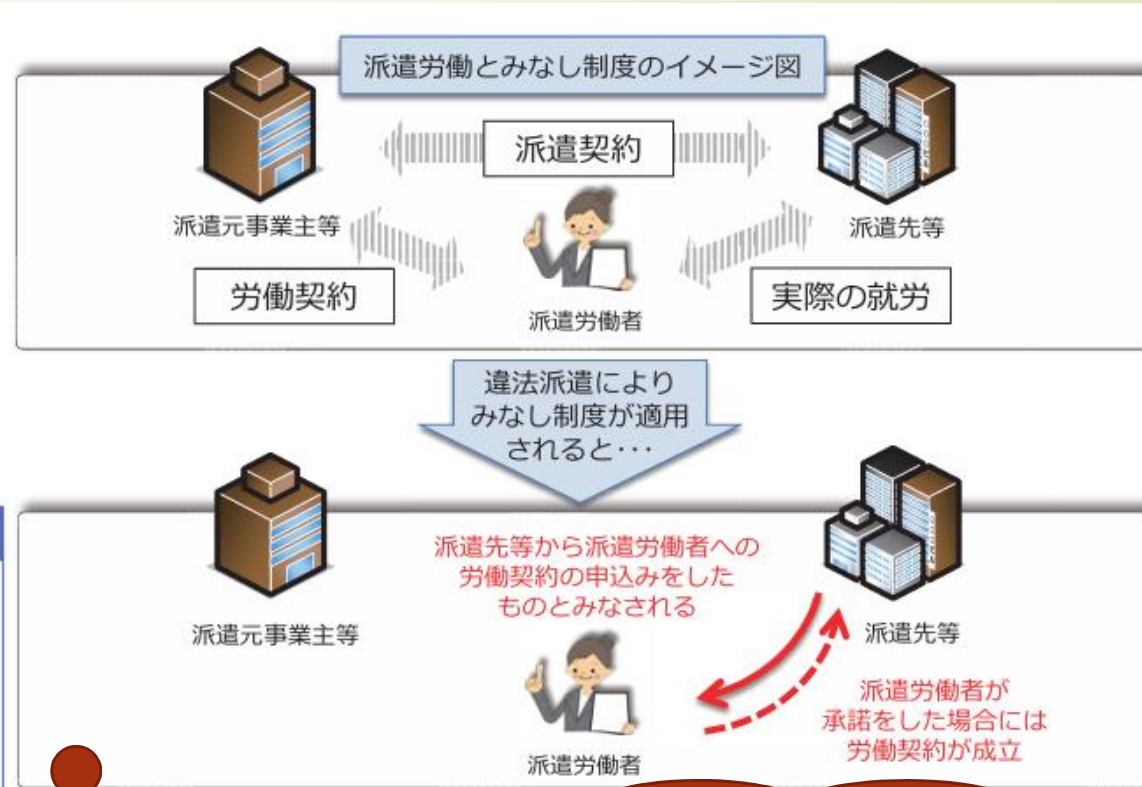 派遣労働とみなし制度のイメージ図
派遣契約
派遣元事業主等
派遣先等
労働契約
実際の就労
派遣労働者
違法派遣により
みなし制度が適用
されると･･･
派遣先等から派遣労働者への
労働契約の申込みをした
ものとみなされる
派遣元事業主等
派遣先等
派遣労働者が
承諾をした場合には
労働契約が成立
派遣労働者